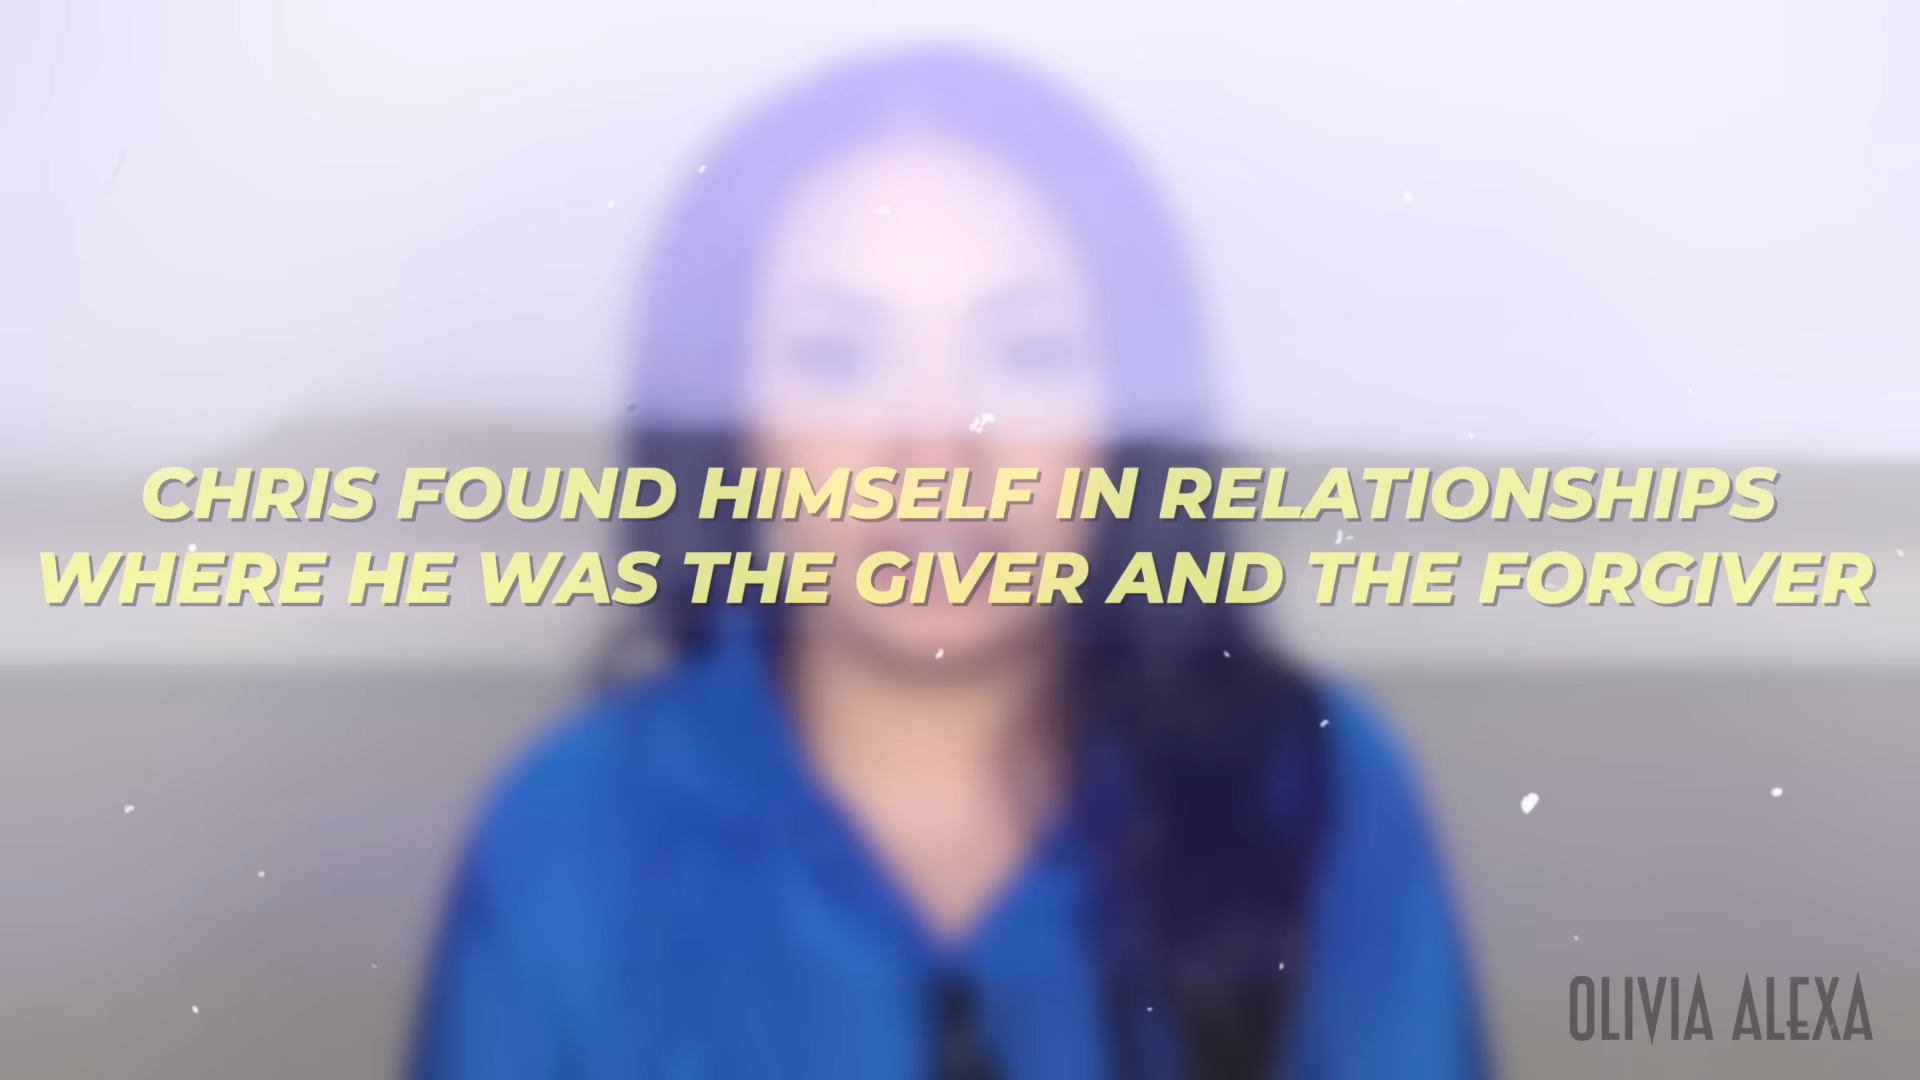 CHRIS FOUND HIMSELF IN RELATIONSHIPS
WHERE HE WAS THE GIVER AND THE FORGIVER
OLIVIA ALEXA